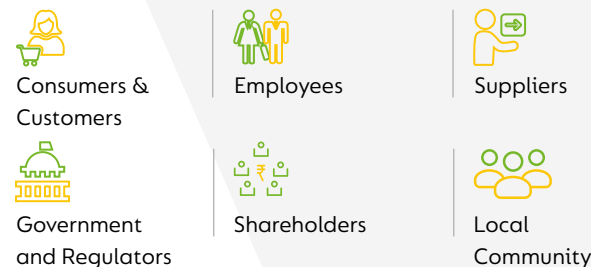 Consumers &
Customers
Employees
Suppliers
₹
Government
and Regulators
Shareholders
Local
Community